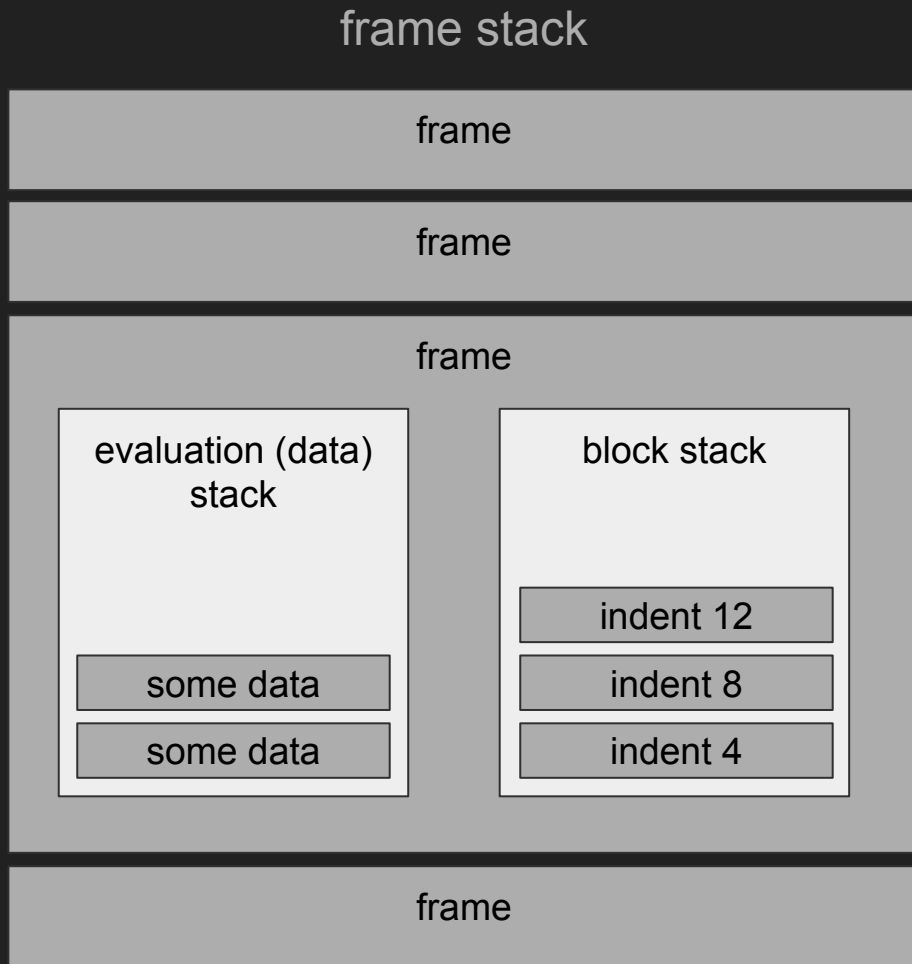 frame stack
frame
frame
frame
evaluation (data)
stack
some data
some data
block stack
indent 12
indent 8
indent 4
frame